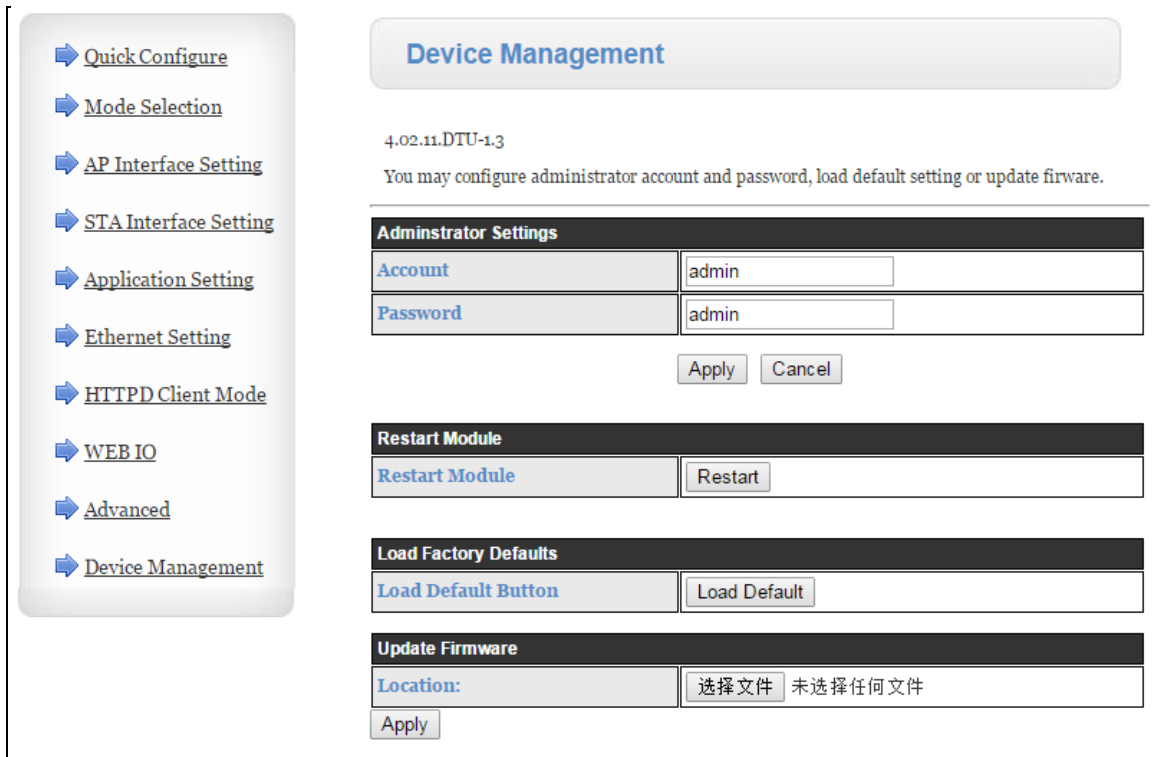 Quick Configure
Mode Selection
AP Interface Setting
STA Interface Setting
Application Setting
Ethernet Setting
HTTPD Client Mode
WEB IO
Advanced
Device Management
Device Management
4.02.11.DTU-1.3
You may configure administrator account and password, load default setting or update firware.
Adminstrator Settings
Account admin
Password admin
Apply Cancel
Restart Module
Restart Module Restart
Load Factory Defaults
Load Default Button Load Default
Update Firmware
Location: 选择文件 未选择任何文件
Apply